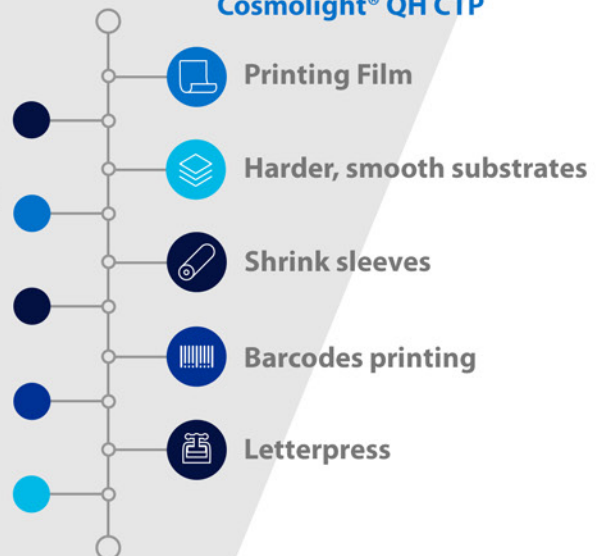 Cosmolight® QH CTP
Printing Film
Harder, smooth substrates
Shrink sleeves
Barcodes printing
Letterpress